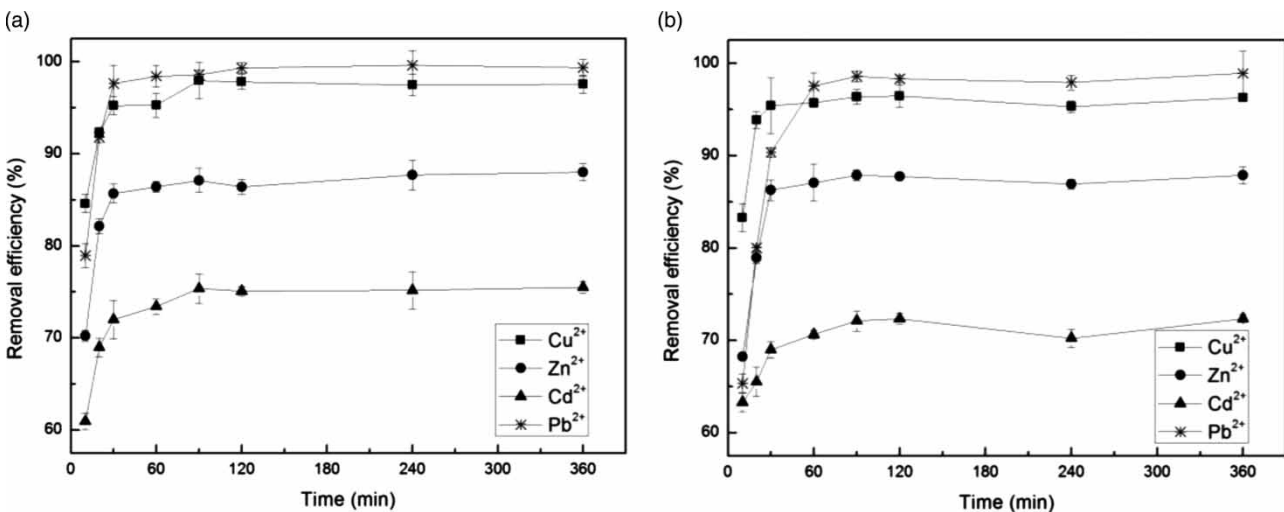 (a)
Removal efficiency (%)
100
90
80
70
60
0 60 120 180 240 300 360
Time (min)
Cu2+
Zn2+
Cd2+
Pb2+
(b)
Removal efficiency (%)
100
90
80
70
60
0 60 120 180 240 300 360
Time (min)
Cu2+
Zn2+
Cd2+
Pb2+